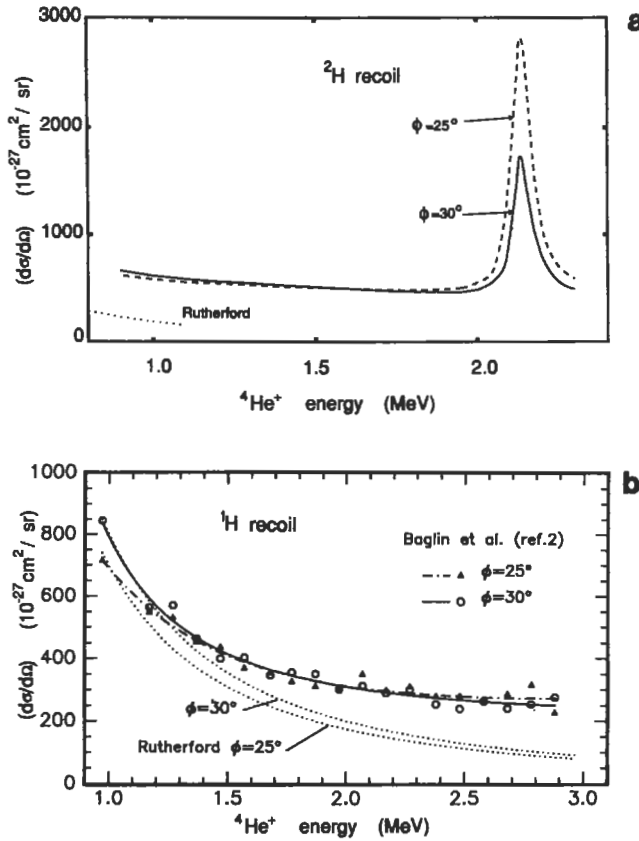 a
3000
2000
1000
0
(dσ/dΩ) (10⁻²⁷cm²/ sr)
²H recoil
ϕ=25°
ϕ=30°
Rutherford
1.0 1.5 2.0
⁴He⁺ energy (MeV)
b
1000
800
600
400
200
0
(dσ/dΩ) (10⁻²⁷cm²/ sr)
¹H recoil
Baglin et al. (ref.2)
ϕ=25°
ϕ=30°
ϕ=30°
Rutherford ϕ=25°
1.0 1.5 2.0 2.5 3.0
⁴He⁺ energy (MeV)